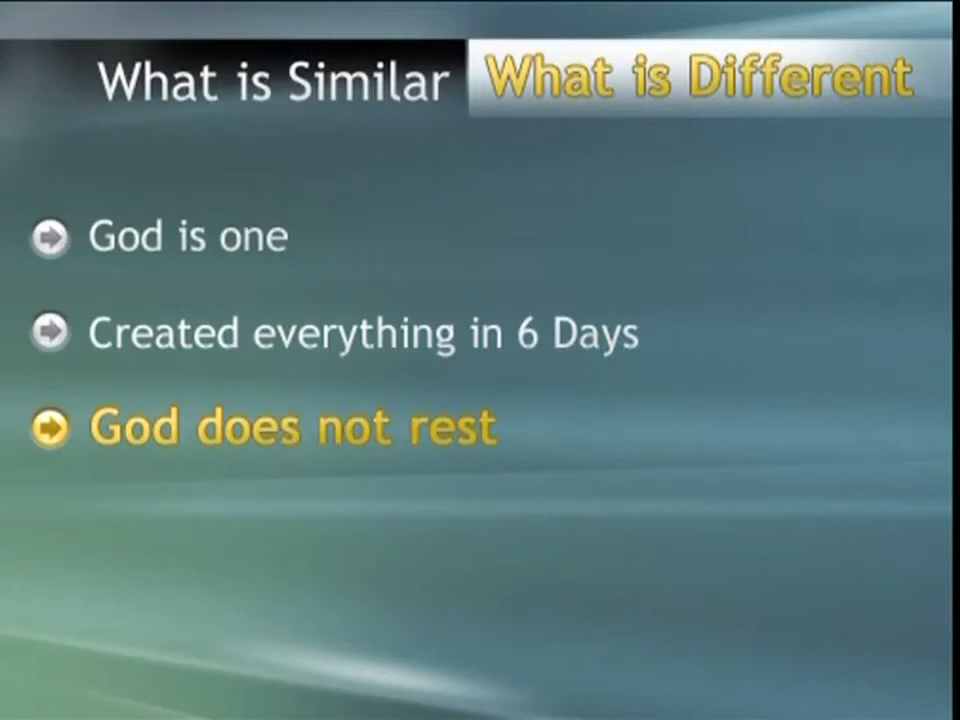 What is Similar
What is Different
God is one
Created everything in 6 Days
God does not rest